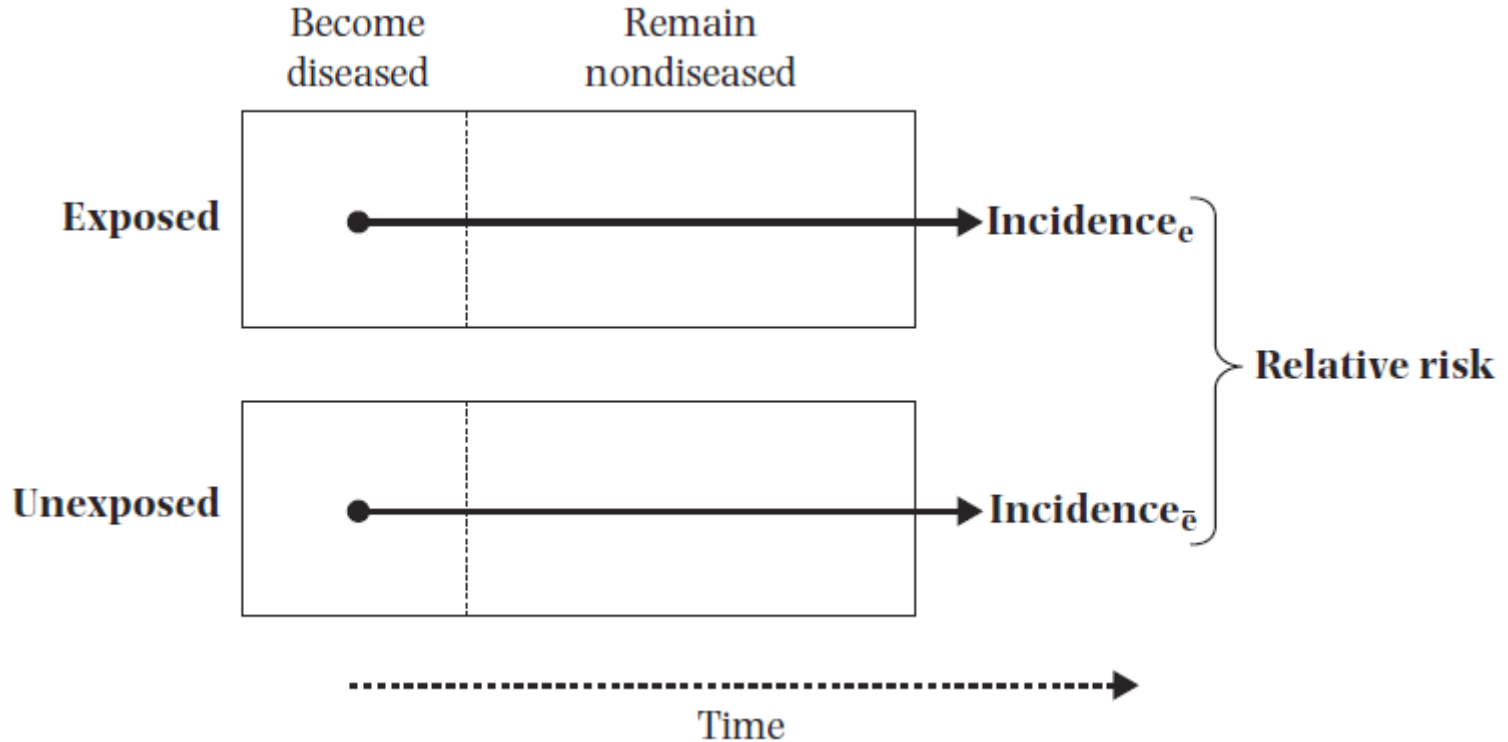 Become
diseased
Remain
nondiseased
Exposed
Incidenceₑ
Relative risk
Unexposed
Incidenceₑ̄
Time